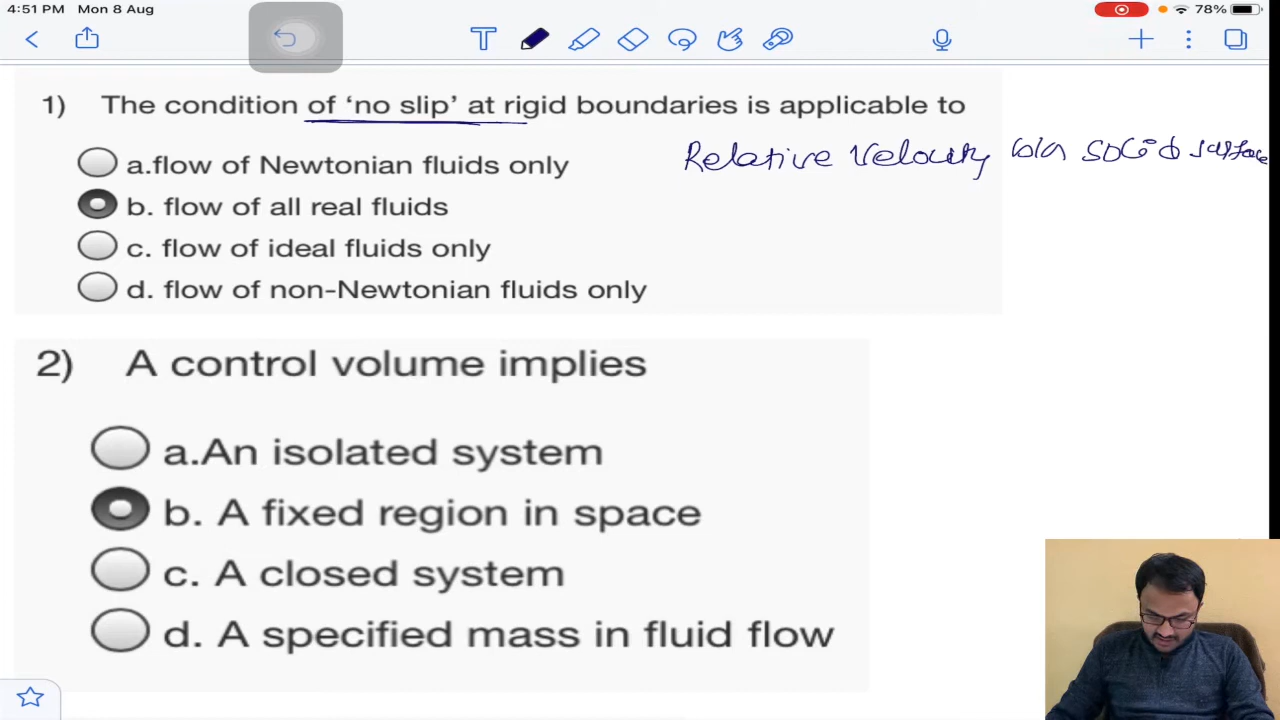 4:51 PM Mon 8 Aug
78%
T
1) The condition of ‘no slip’ at rigid boundaries is applicable to
Relative Velocity b/n solid surface
a.flow of Newtonian fluids only
b. flow of all real fluids
c. flow of ideal fluids only
d. flow of non-Newtonian fluids only
2) A control volume implies
a.An isolated system
b. A fixed region in space
c. A closed system
d. A specified mass in fluid flow